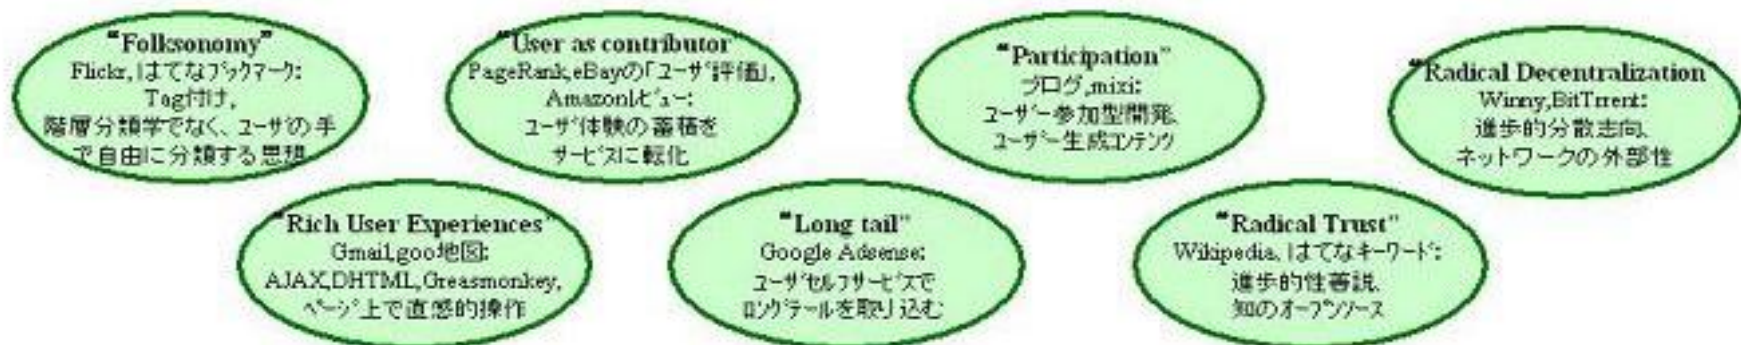 “Folksonomy”
Flickr,はてなブックマーク:
Tag付け,
階層分類学でなく、ユーザの手
で自由に分類する思想
“User as contributor
PageRank,eBayの「ユーザ評価」,
Amazonレビュー:
ユーザ体験の蓄積を
サービスに転化
“Participation”
ブログ,mixi:
ユーザー参加型開発、
ユーザー生成コンテンツ
“Radical Decentralization
Winny,BitTrrent:
進歩的分散志向、
ネットワークの外部性
“Rich User Experiences”
Gmail,goo地図:
AJAX,DHTML,Greasmonkey,
ページ上で直感的操作
“Long tail”
Google Adsense:
ユーザセルフサービスで
ロングテールを取り込む
“Radical Trust”
Wikipedia、はてなキーワード:
進歩的性善説、
知のオープンソース